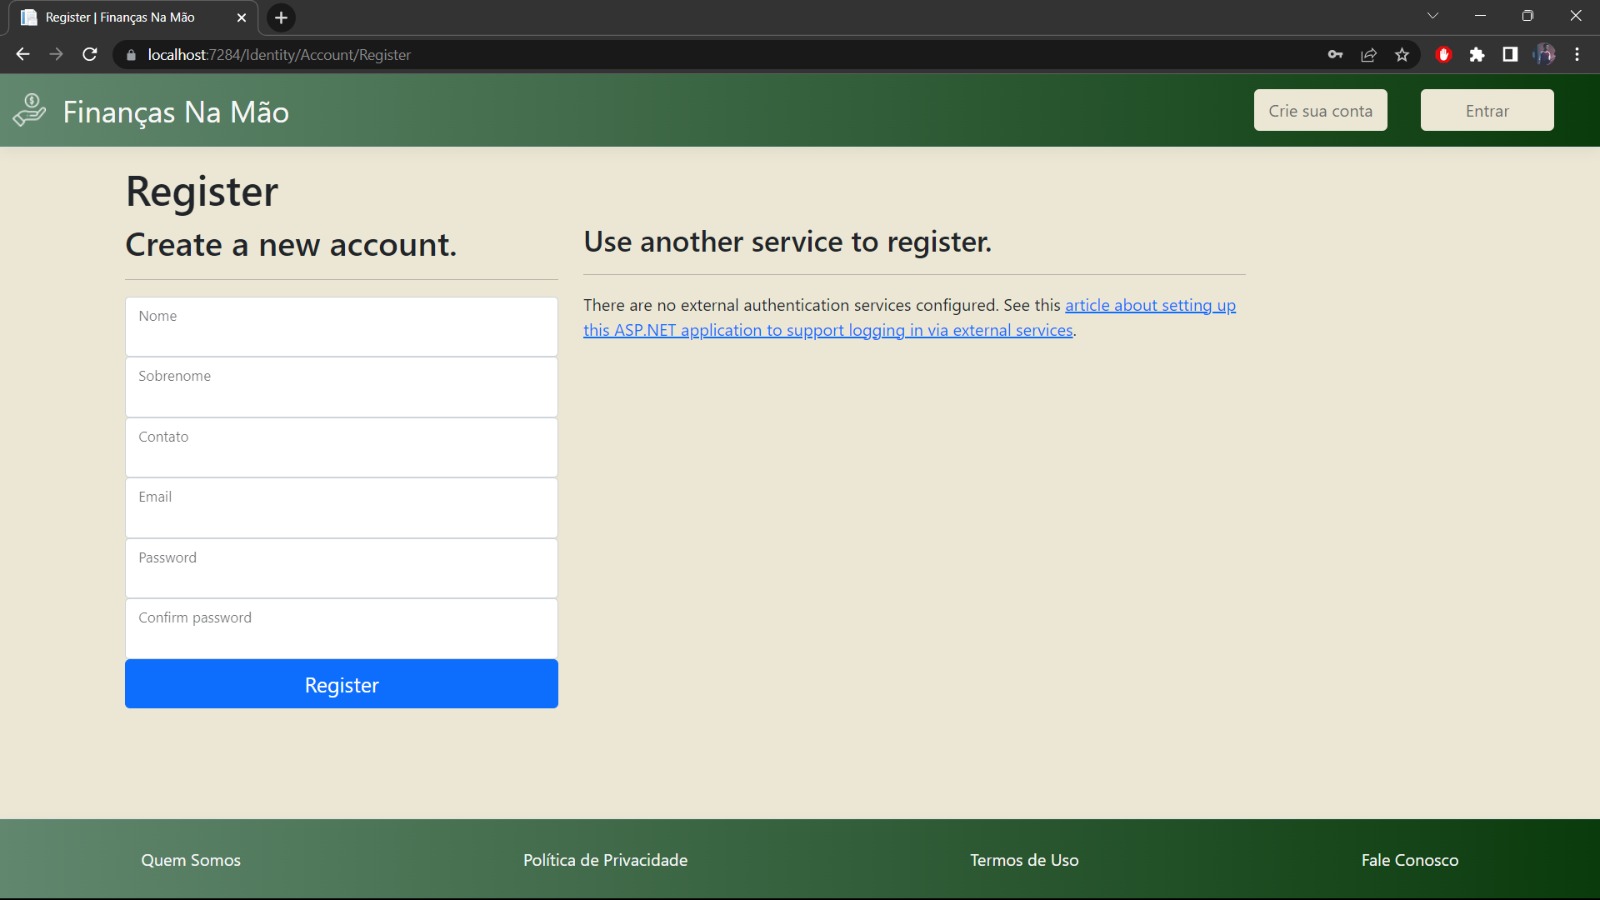 Register | Finanças Na Mão
localhost:7284/Identity/Account/Register
Finanças Na Mão
Crie sua conta
Entrar
Register
Create a new account.
Nome
Sobrenome
Contato
Email
Password
Confirm password
Register
Use another service to register.
There are no external authentication services configured. See this article about setting up
this ASP.NET application to support logging in via external services.
Quem Somos
Política de Privacidade
Termos de Uso
Fale Conosco